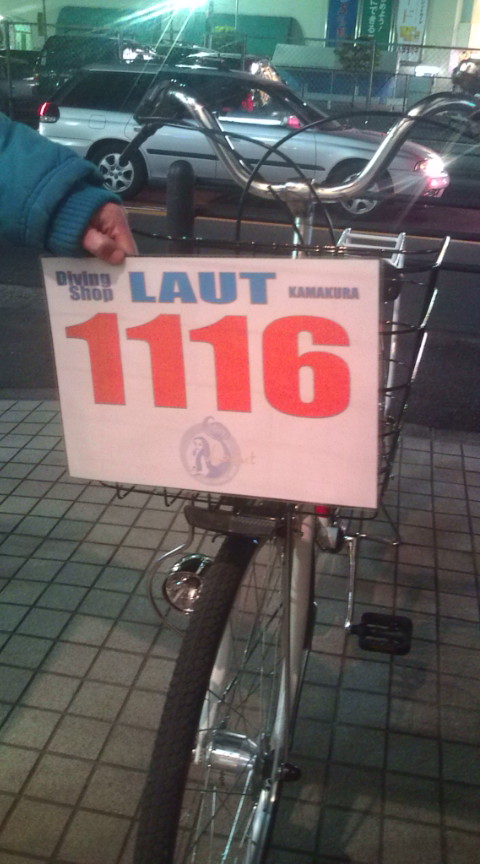 Diving Shop LAUT KAMAKURA
1116